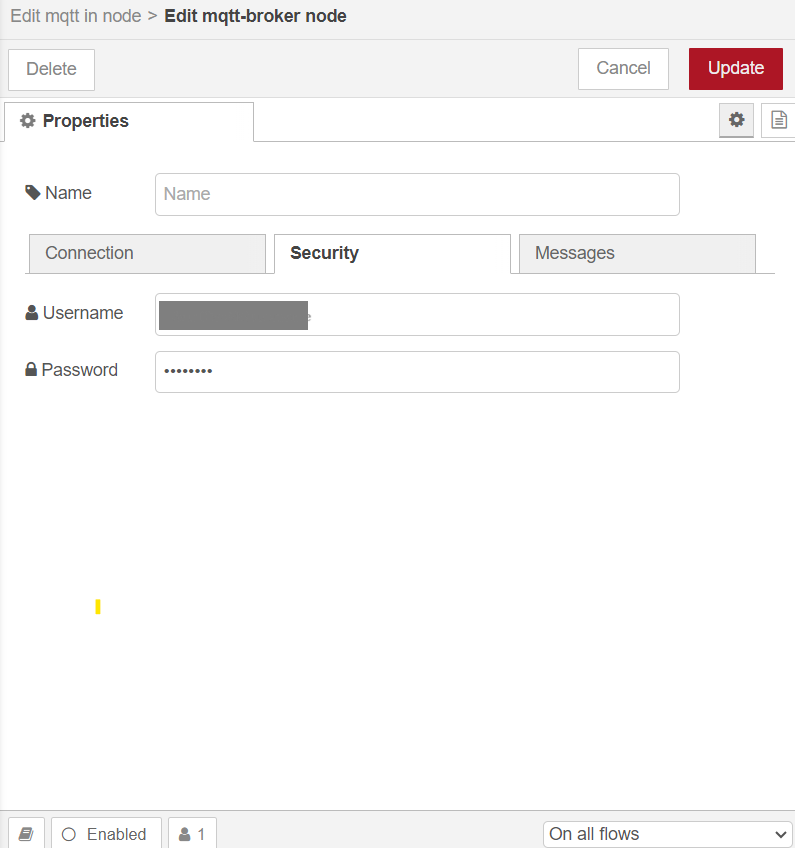 Edit mqtt in node > Edit mqtt-broker node
Delete
Cancel
Update
Properties
Name
Name
Connection
Security
Messages
Username
Password
••••••••
Enabled
1
On all flows